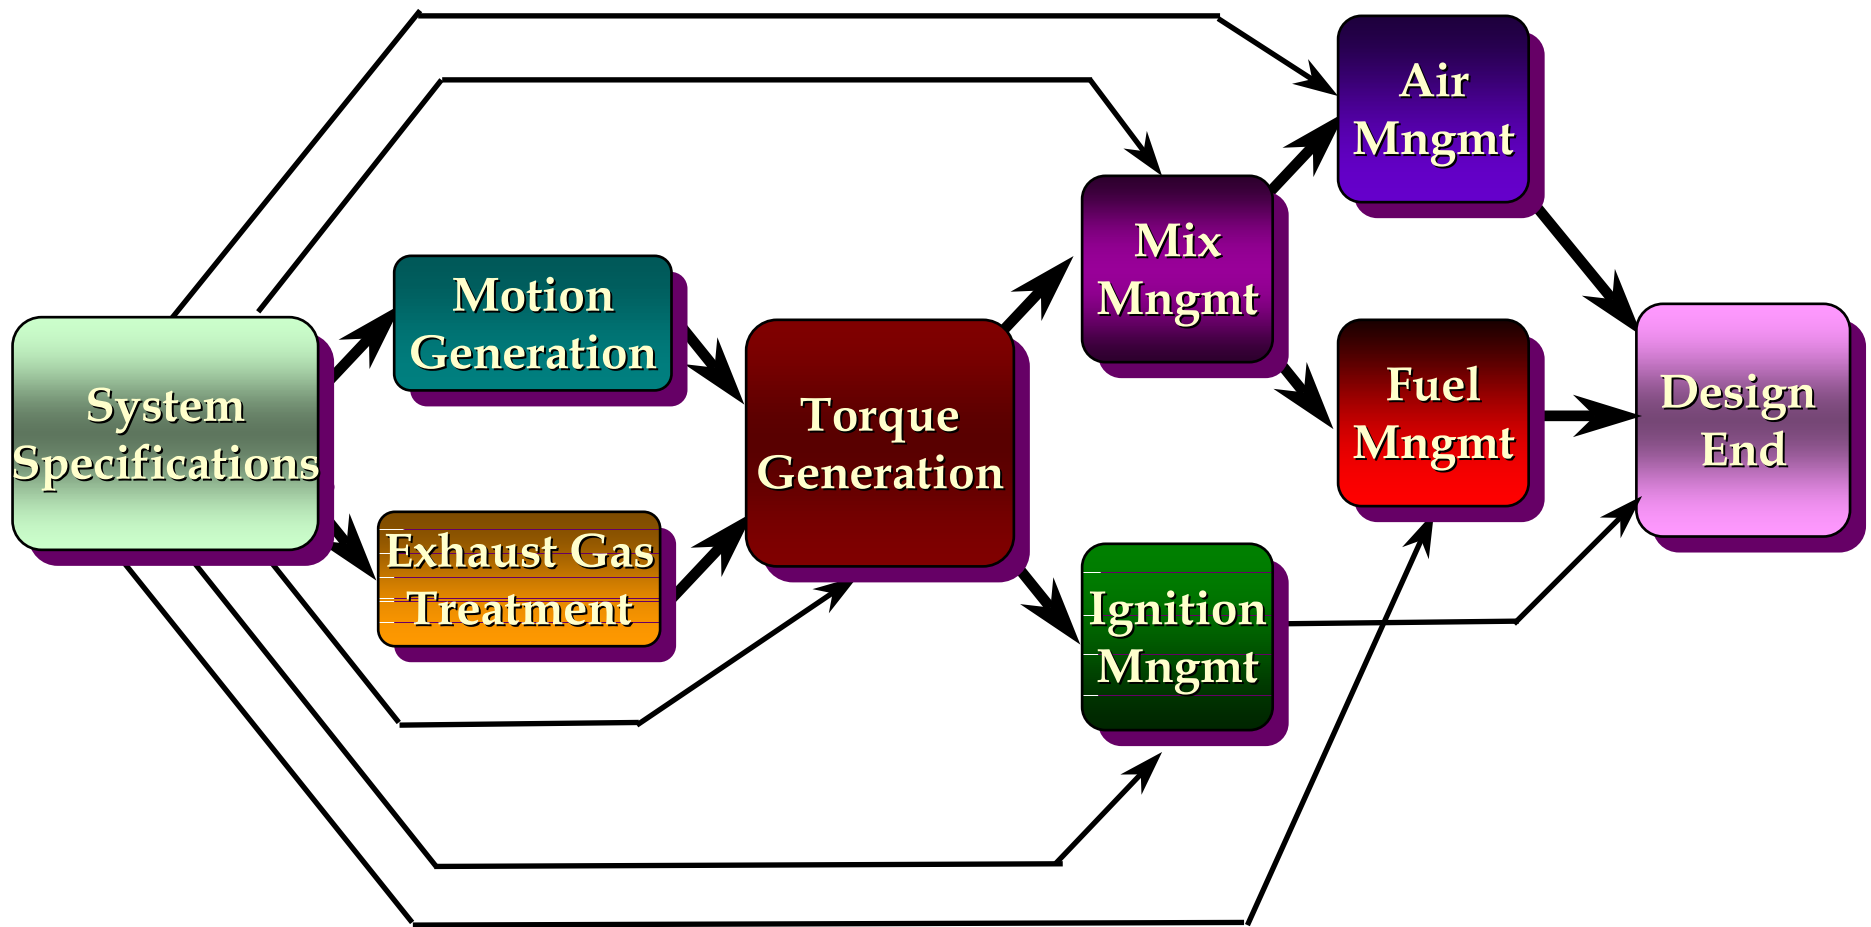 System
Specifications
Motion
Generation
Exhaust Gas
Treatment
Torque
Generation
Mix
Mngmt
Ignition
Mngmt
Air
Mngmt
Fuel
Mngmt
Design
End